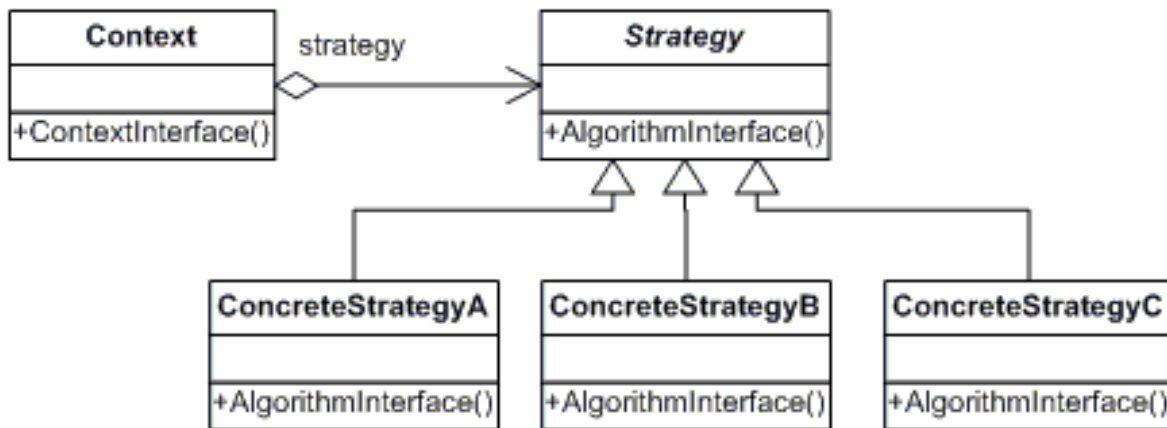 Context
strategy
Strategy
+ContextInterface()
+AlgorithmInterface()
ConcreteStrategyA
ConcreteStrategyB
ConcreteStrategyC
+AlgorithmInterface()
+AlgorithmInterface()
+AlgorithmInterface()